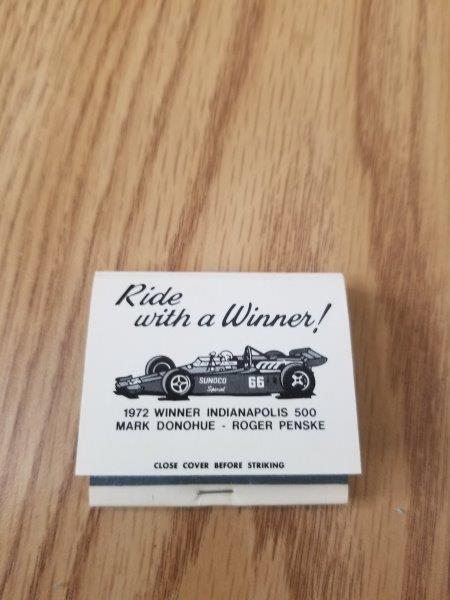 Ride
with a Winner!
SUNOCO
Special
66
1972 WINNER INDIANAPOLIS 500
MARK DONOHUE - ROGER PENSKE
CLOSE COVER BEFORE STRIKING